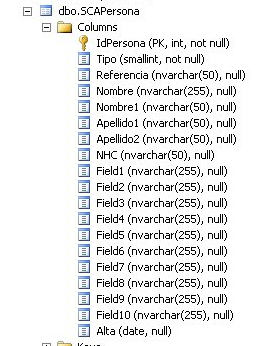 dbo.SCAPersona
Columns
IdPersona (PK, int, not null)
Tipo (smallint, not null)
Referencia (nvarchar(50), null)
Nombre (nvarchar(255), null)
Nombre1 (nvarchar(50), null)
Apellido1 (nvarchar(50), null)
Apellido2 (nvarchar(50), null)
NHC (nvarchar(50), null)
Field1 (nvarchar(255), null)
Field2 (nvarchar(255), null)
Field3 (nvarchar(255), null)
Field4 (nvarchar(255), null)
Field5 (nvarchar(255), null)
Field6 (nvarchar(255), null)
Field7 (nvarchar(255), null)
Field8 (nvarchar(255), null)
Field9 (nvarchar(255), null)
Field10 (nvarchar(255), null)
Alta (date, null)